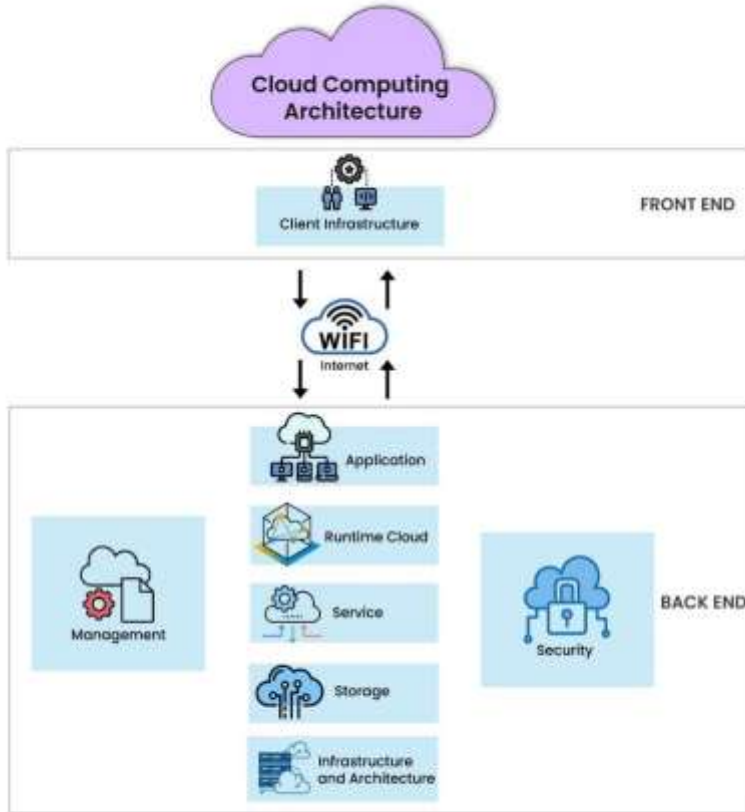 Cloud Computing
Architecture
Client Infrastructure
FRONT END
WIFI
Internet
Application
Runtime Cloud
Management
Service
Security
BACK END
Storage
Infrastructure
and Architecture